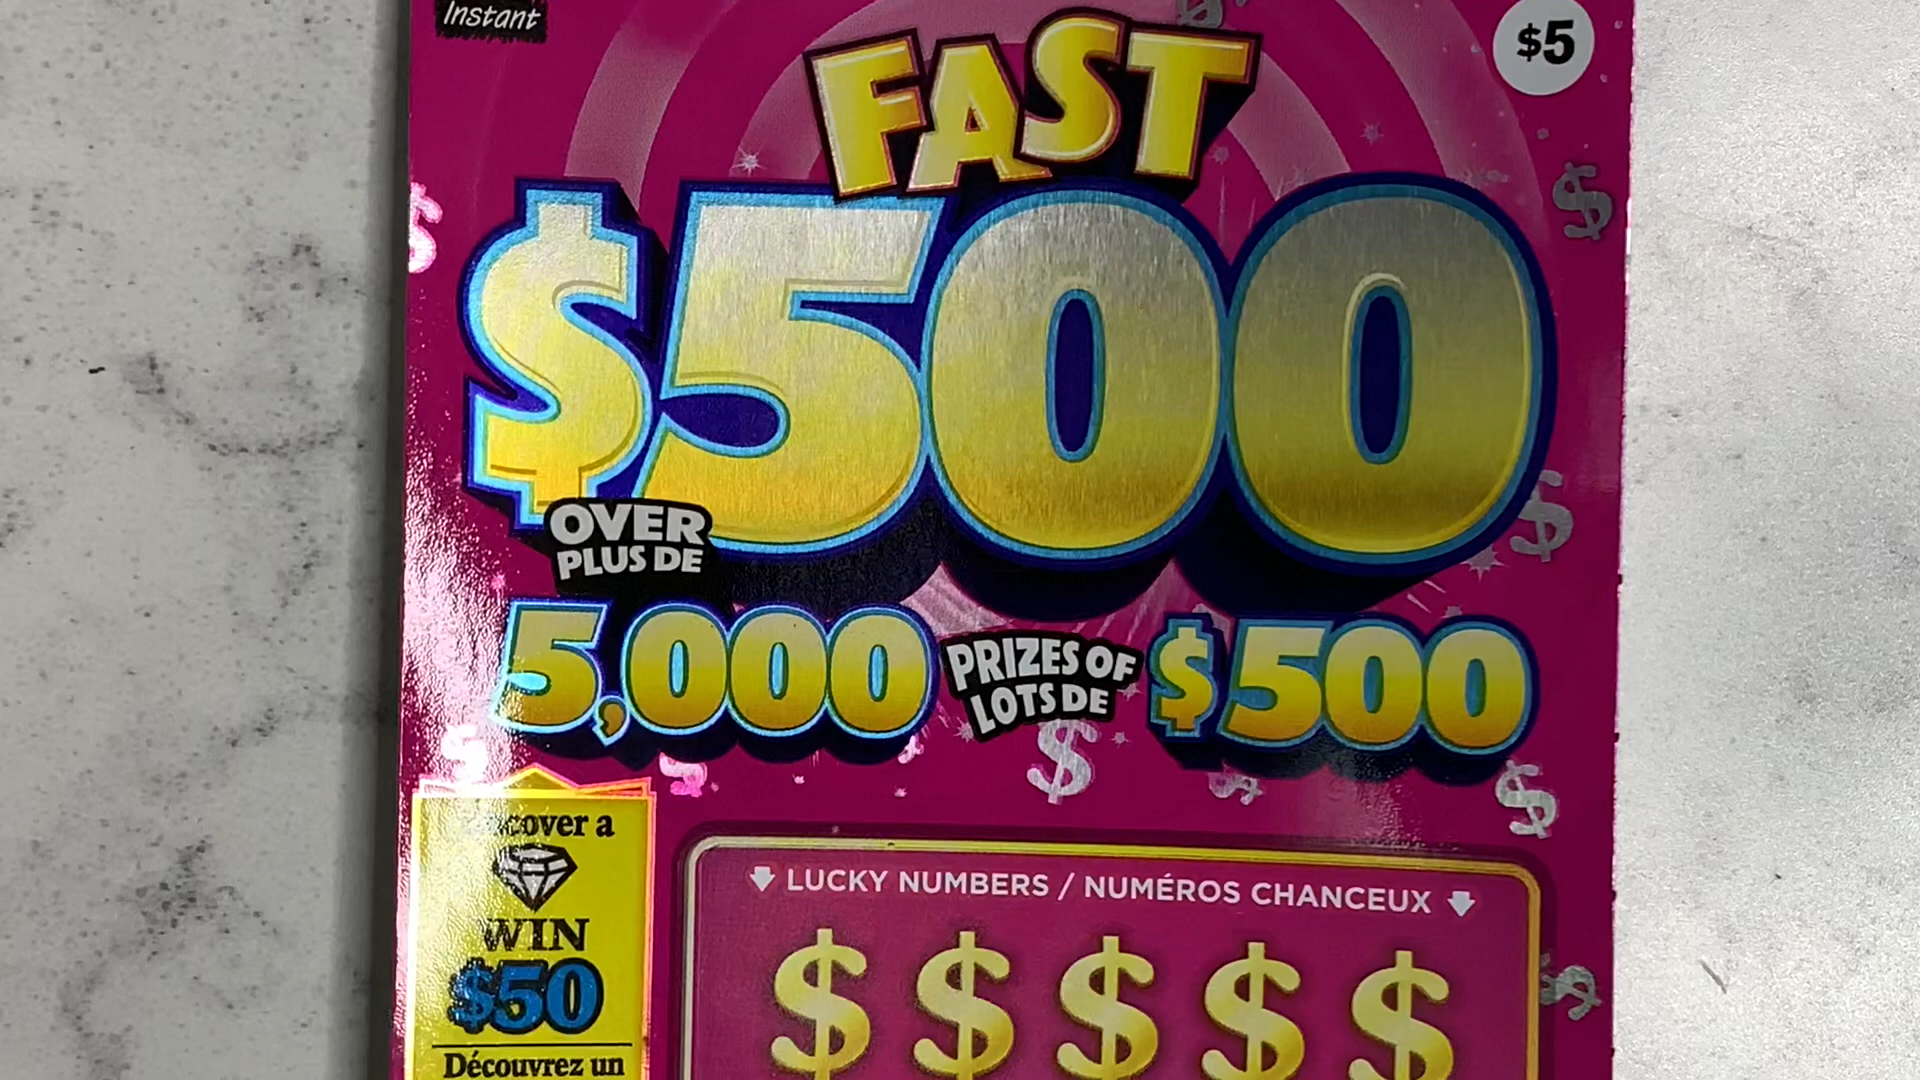 Instant
$5
FAST
$500
OVER
PLUS DE
5,000
PRIZES OF
LOTS DE
$500
a
WIN
$50
Découvrez un
LUCKY NUMBERS / NUMÉROS CHANCEUX
$ $ $ $ $